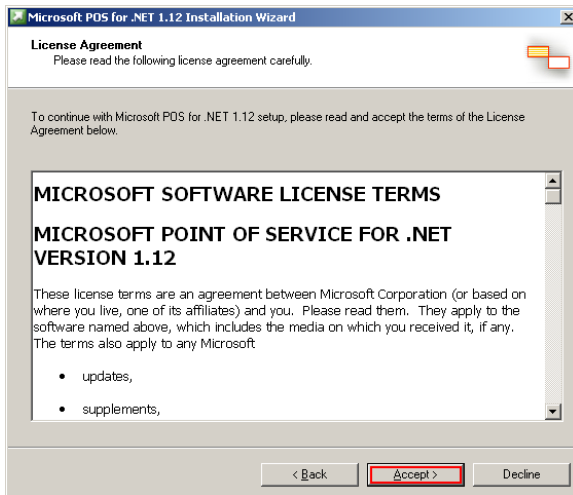 Microsoft POS for .NET 1.12 Installation Wizard
License Agreement
Please read the following license agreement carefully.
To continue with Microsoft POS for .NET 1.12 setup, please read and accept the terms of the License
Agreement below.
MICROSOFT SOFTWARE LICENSE TERMS
MICROSOFT POINT OF SERVICE FOR .NET
VERSION 1.12
These license terms are an agreement between Microsoft Corporation (or based on
where you live, one of its affiliates) and you.  Please read them.  They apply to the
software named above, which includes the media on which you received it, if any.
The terms also apply to any Microsoft
• updates,
• supplements,
< Back
Accept >
Decline